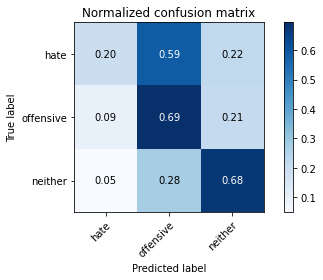 Normalized confusion matrix
hate 0.20 0.59 0.22
offensive 0.09 0.69 0.21
neither 0.05 0.28 0.68
hate offensive neither
True label
Predicted label
0.6
0.5
0.4
0.3
0.2
0.1